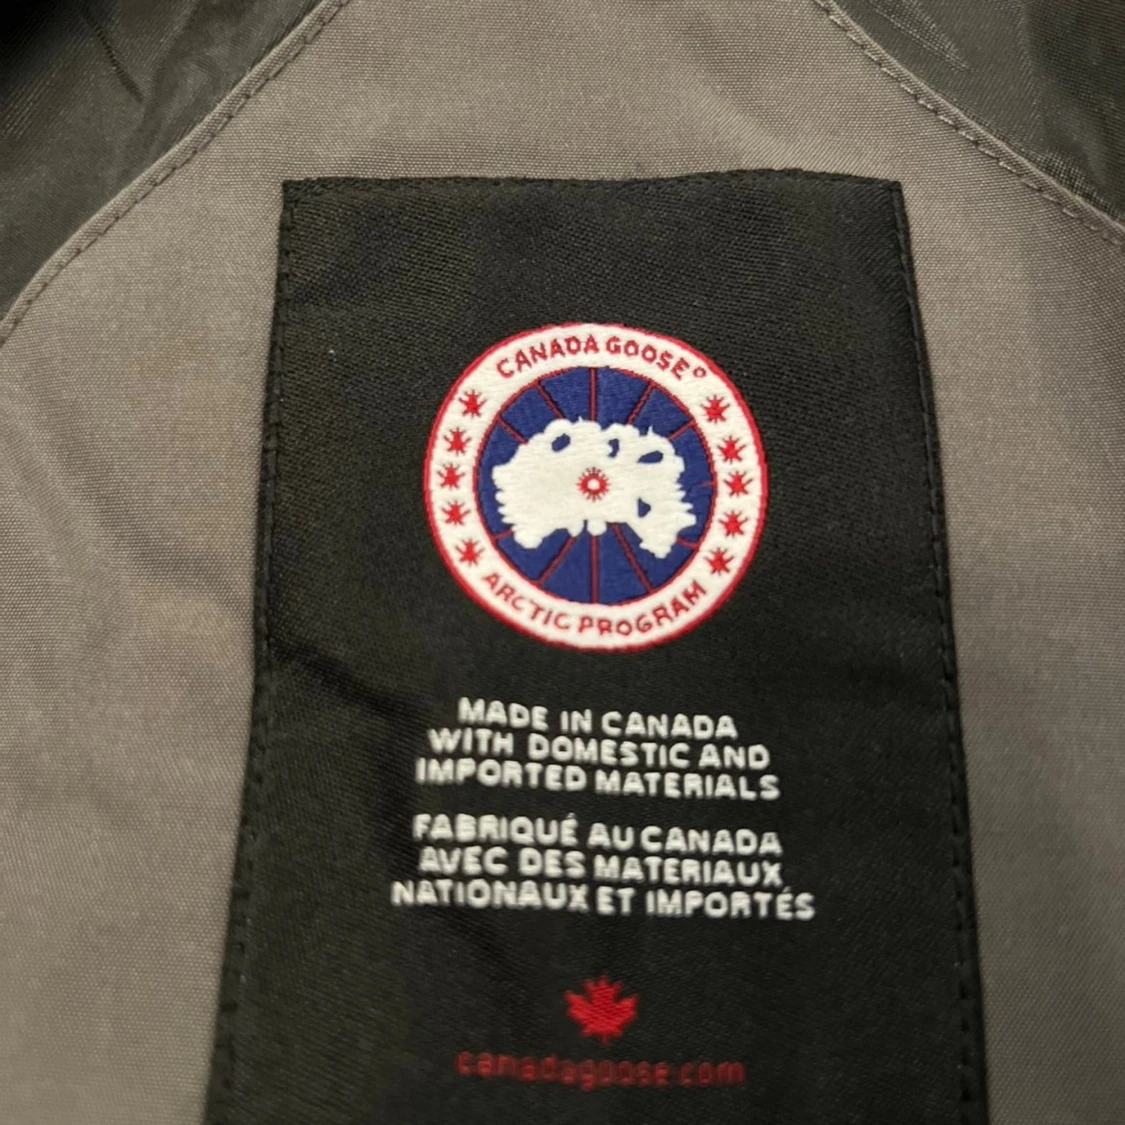 CANADA GOOSE®
ARCTIC PROGRAM
MADE IN CANADA
WITH DOMESTIC AND
IMPORTED MATERIALS
FABRIQUÉ AU CANADA
AVEC DES MATERIAUX
NATIONAUX ET IMPORTÉS
canadagoose.com